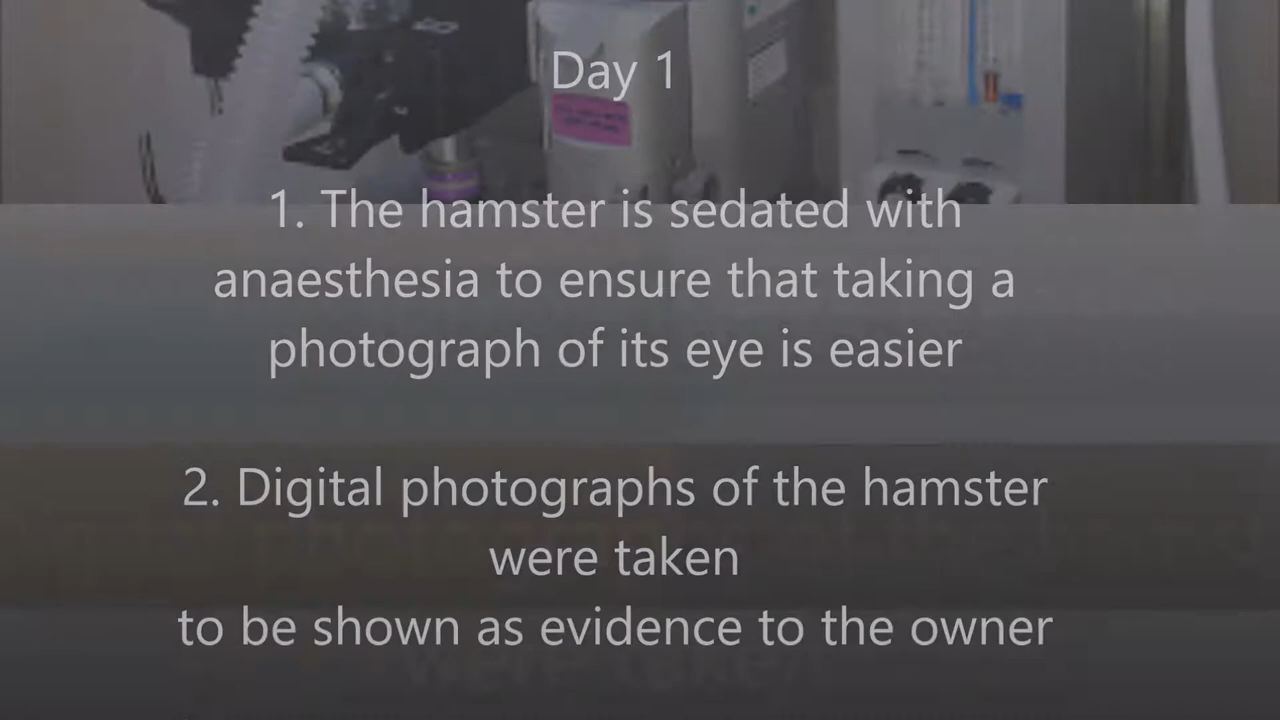 Day 1
1. The hamster is sedated with
anaesthesia to ensure that taking a
photograph of its eye is easier
2. Digital photographs of the hamster
were taken
to be shown as evidence to the owner